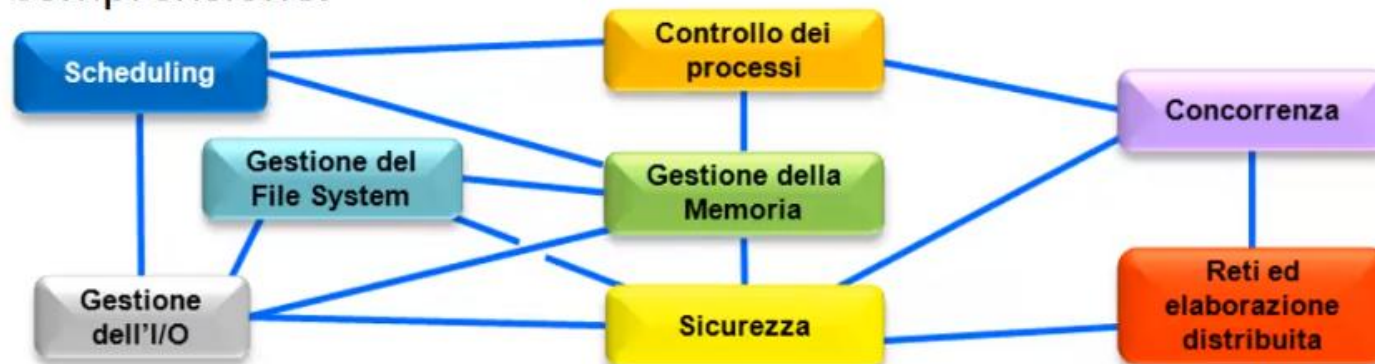 Controllo dei
processi
Scheduling
Concorrenza
Gestione del
File System
Gestione della
Memoria
Gestione
dell'I/O
Sicurezza
Reti ed
elaborazione
distribuita